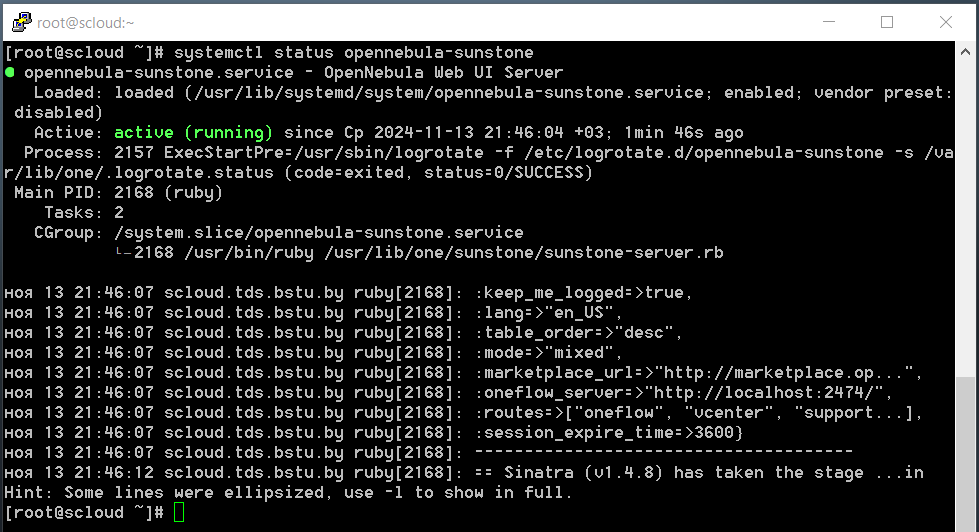 root@scloud:~
[root@scloud ~]# systemctl status opennebula-sunstone
● opennebula-sunstone.service - OpenNebula Web UI Server
   Loaded: loaded (/usr/lib/systemd/system/opennebula-sunstone.service; enabled; vendor preset:
 disabled)
   Active: active (running) since Ср 2024-11-13 21:46:04 +03; 1min 46s ago
  Process: 2157 ExecStartPre=/usr/sbin/logrotate -f /etc/logrotate.d/opennebula-sunstone -s /va
r/lib/one/.logrotate.status (code=exited, status=0/SUCCESS)
 Main PID: 2168 (ruby)
    Tasks: 2
   CGroup: /system.slice/opennebula-sunstone.service
           └─2168 /usr/bin/ruby /usr/lib/one/sunstone/sunstone-server.rb

ноя 13 21:46:07 scloud.tds.bstu.by ruby[2168]: :keep_me_logged=>true,
ноя 13 21:46:07 scloud.tds.bstu.by ruby[2168]: :lang=>"en_US",
ноя 13 21:46:07 scloud.tds.bstu.by ruby[2168]: :table_order=>"desc",
ноя 13 21:46:07 scloud.tds.bstu.by ruby[2168]: :mode=>"mixed",
ноя 13 21:46:07 scloud.tds.bstu.by ruby[2168]: :marketplace_url=>"http://marketplace.op...",
ноя 13 21:46:07 scloud.tds.bstu.by ruby[2168]: :oneflow_server=>"http://localhost:2474/",
ноя 13 21:46:07 scloud.tds.bstu.by ruby[2168]: :routes=>["oneflow", "vcenter", "support...],
ноя 13 21:46:07 scloud.tds.bstu.by ruby[2168]: :session_expire_time=>3600}
ноя 13 21:46:07 scloud.tds.bstu.by ruby[2168]: --------------------------------------
ноя 13 21:46:12 scloud.tds.bstu.by ruby[2168]: == Sinatra (v1.4.8) has taken the stage ...in
Hint: Some lines were ellipsized, use -l to show in full.
[root@scloud ~]#